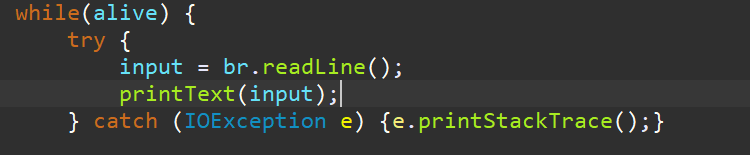 while(alive) {
    try {
        input = br.readLine();
        printText(input);
    } catch (IOException e) {e.printStackTrace();}